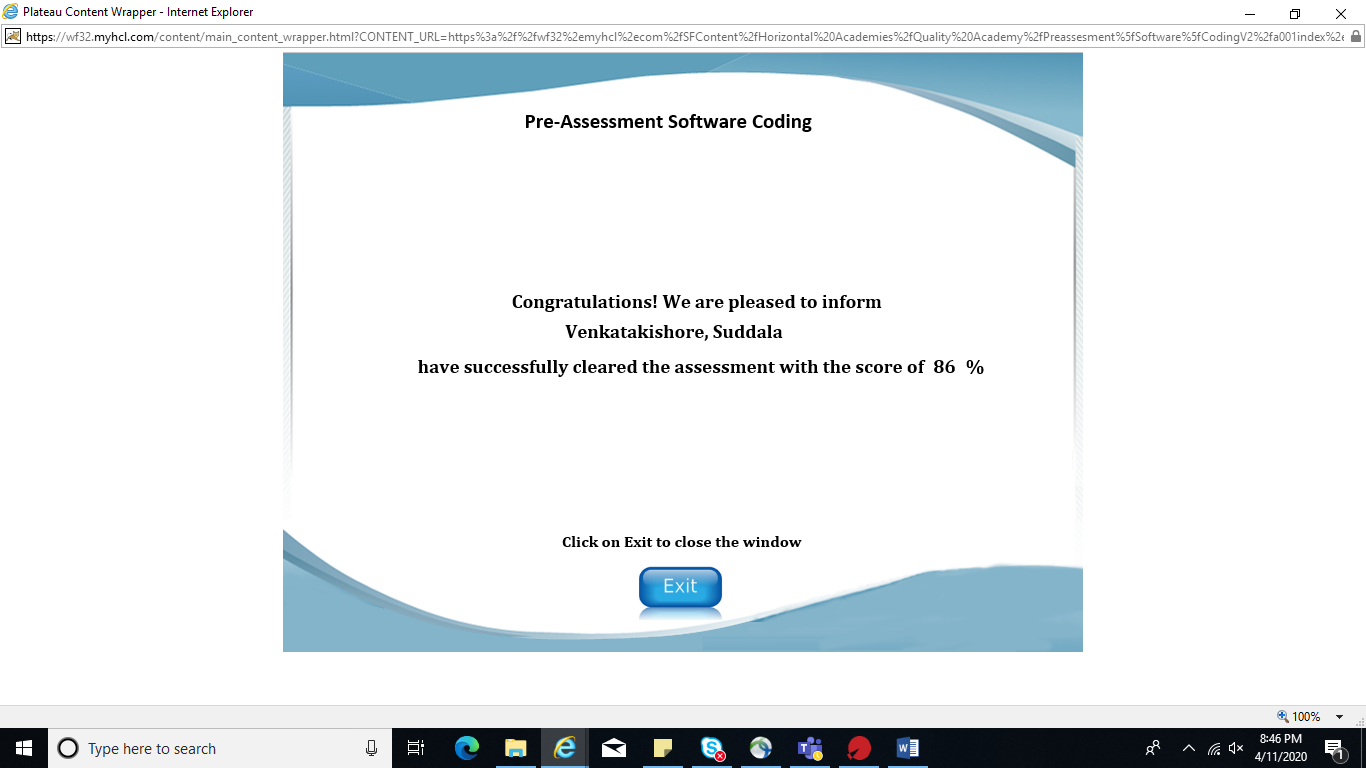 Plateau Content Wrapper - Internet Explorer
https://wf32.myhcl.com/content/main_content_wrapper.html?CONTENT_URL=https%3a%2f%2fwf32%2emyhcl%2ecom%2fSFContent%2fHorizontal%20Academies%2fQuality%20Academy%2fPreassesment%5fSoftware%5fCodingV2%2fa001index%2e
Pre-Assessment Software Coding
Congratulations! We are pleased to inform
Venkatakishore, Suddala
have successfully cleared the assessment with the score of 86 %
Click on Exit to close the window
Exit
100%
Type here to search
8:46 PM
4/11/2020
1